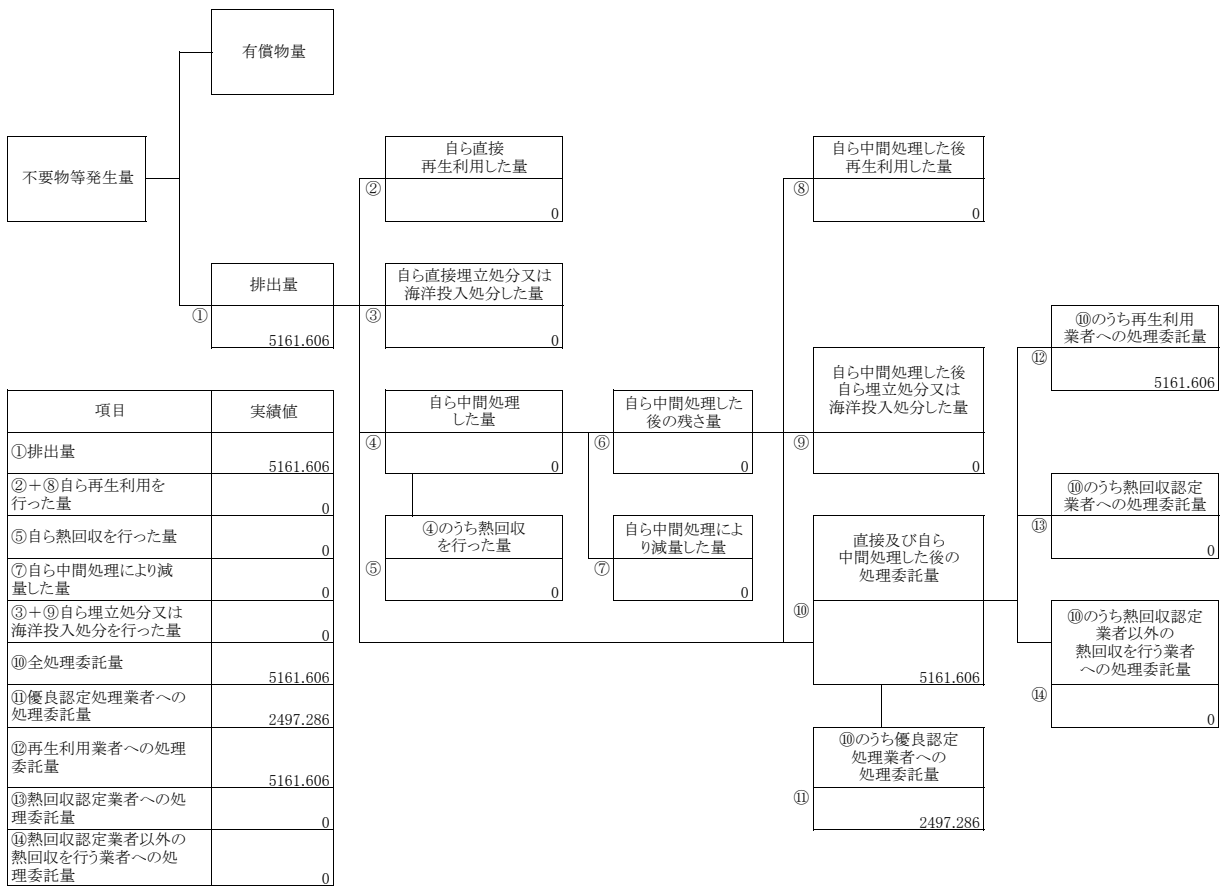 有償物量
不要物等発生量
自ら直接
再生利用した量
②
0
自ら中間処理した後
再生利用した量
⑧
0
排出量
①
5161.606
自ら直接埋立処分又は
海洋投入処分した量
③
0
⑩のうち再生利用
業者への処理委託量
⑫
5161.606
自ら中間処理
した量
④
0
自ら中間処理した
後の残さ量
⑥
0
自ら中間処理した後
自ら埋立処分又は
海洋投入処分した量
⑨
0
⑩のうち熱回収認定
業者への処理委託量
⑬
0
④のうち熱回収
を行った量
⑤
0
自ら中間処理によ
り減量した量
⑦
0
直接及び自ら
中間処理した後の
処理委託量
⑩
5161.606
⑩のうち熱回収認定
業者以外の
熱回収を行う業者
への処理委託量
⑭
0
⑩のうち優良認定
処理業者への
処理委託量
⑪
2497.286
項目 実績値
①排出量
5161.606
②+⑧自ら再生利用を
行った量
0
⑤自ら熱回収を行った量
0
⑦自ら中間処理により減
量した量
0
③+⑨自ら埋立処分又は
海洋投入処分を行った量
0
⑩全処理委託量
5161.606
⑪優良認定処理業者への
処理委託量
2497.286
⑫再生利用業者への処理
委託量
5161.606
⑬熱回収認定業者への処
理委託量
0
⑭熱回収認定業者以外の
熱回収を行う業者への処
理委託量
0